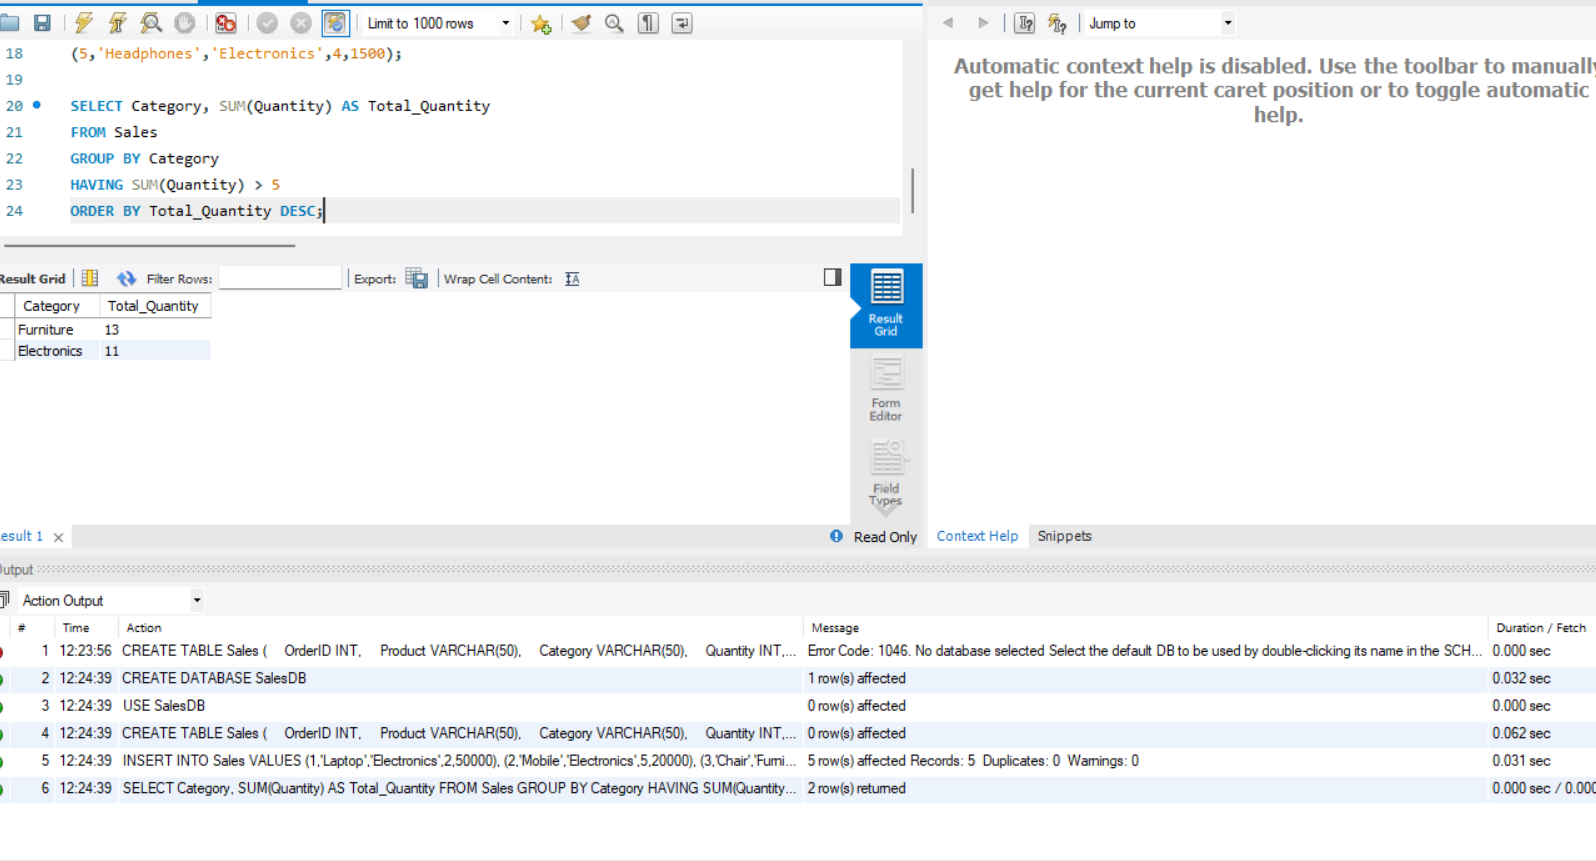 Limit to 1000 rows
Jump to
18 (5,'Headphones','Electronics',4,1500);
19
20 SELECT Category, SUM(Quantity) AS Total_Quantity
21 FROM Sales
22 GROUP BY Category
23 HAVING SUM(Quantity) > 5
24 ORDER BY Total_Quantity DESC;
Automatic context help is disabled. Use the toolbar to manually
get help for the current caret position or to toggle automatic
help.
Result Grid Filter Rows: Export: Wrap Cell Content:
Category Total_Quantity
Furniture 13
Electronics 11
Result
Grid
Form
Editor
Field
Types
esult 1
Read Only
Context Help Snippets
Output
Action Output
# Time Action Message Duration / Fetch
1 12:23:56 CREATE TABLE Sales ( OrderID INT, Product VARCHAR(50), Category VARCHAR(50), Quantity INT,... Error Code: 1046. No database selected Select the default DB to be used by double-clicking its name in the SCH... 0.000 sec
2 12:24:39 CREATE DATABASE SalesDB 1 row(s) affected 0.032 sec
3 12:24:39 USE SalesDB 0 row(s) affected 0.000 sec
4 12:24:39 CREATE TABLE Sales ( OrderID INT, Product VARCHAR(50), Category VARCHAR(50), Quantity INT,... 0 row(s) affected 0.062 sec
5 12:24:39 INSERT INTO Sales VALUES (1,'Laptop','Electronics',2,50000), (2,'Mobile','Electronics',5,20000), (3,'Chair','Furni... 5 row(s) affected Records: 5 Duplicates: 0 Warnings: 0 0.031 sec
6 12:24:39 SELECT Category, SUM(Quantity) AS Total_Quantity FROM Sales GROUP BY Category HAVING SUM(Quantity... 2 row(s) returned 0.000 sec / 0.000